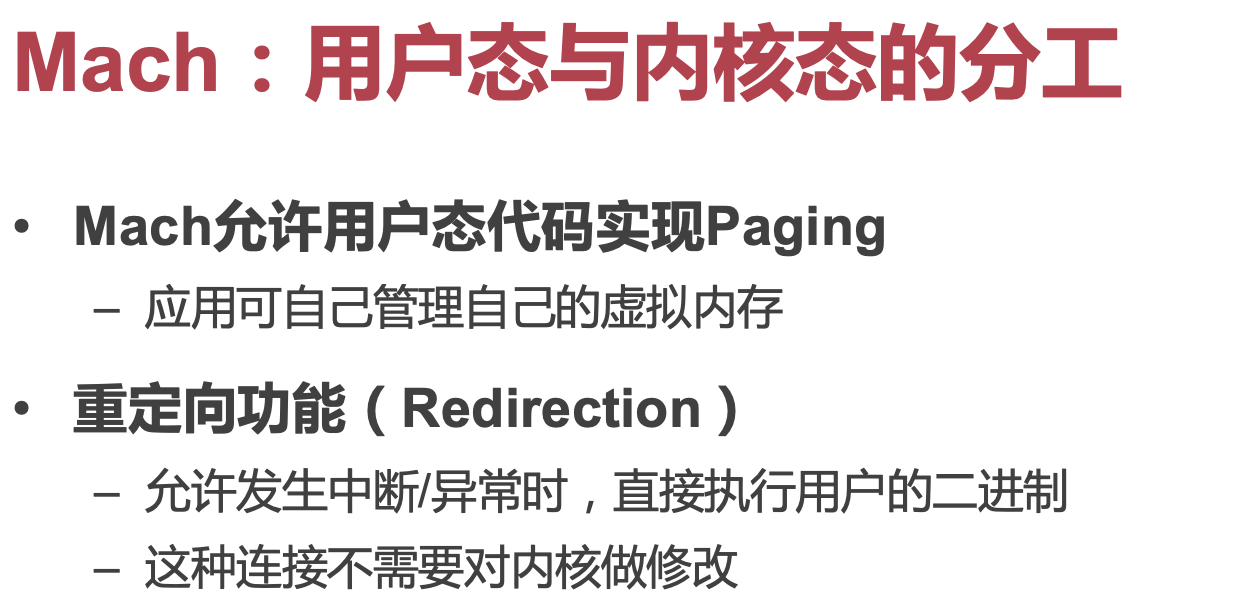 Mach：用户态与内核态的分工
• Mach允许用户态代码实现Paging
– 应用可自己管理自己的虚拟内存
• 重定向功能（Redirection）
– 允许发生中断/异常时，直接执行用户的二进制
– 这种连接不需要对内核做修改